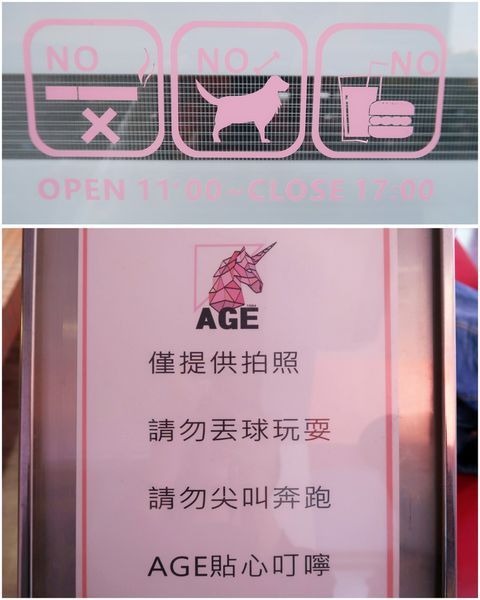 NO
NO
NO
OPEN 11:00~CLOSE 17:00
AGE
僅提供拍照
請勿丟球玩耍
請勿尖叫奔跑
AGE貼心叮嚀